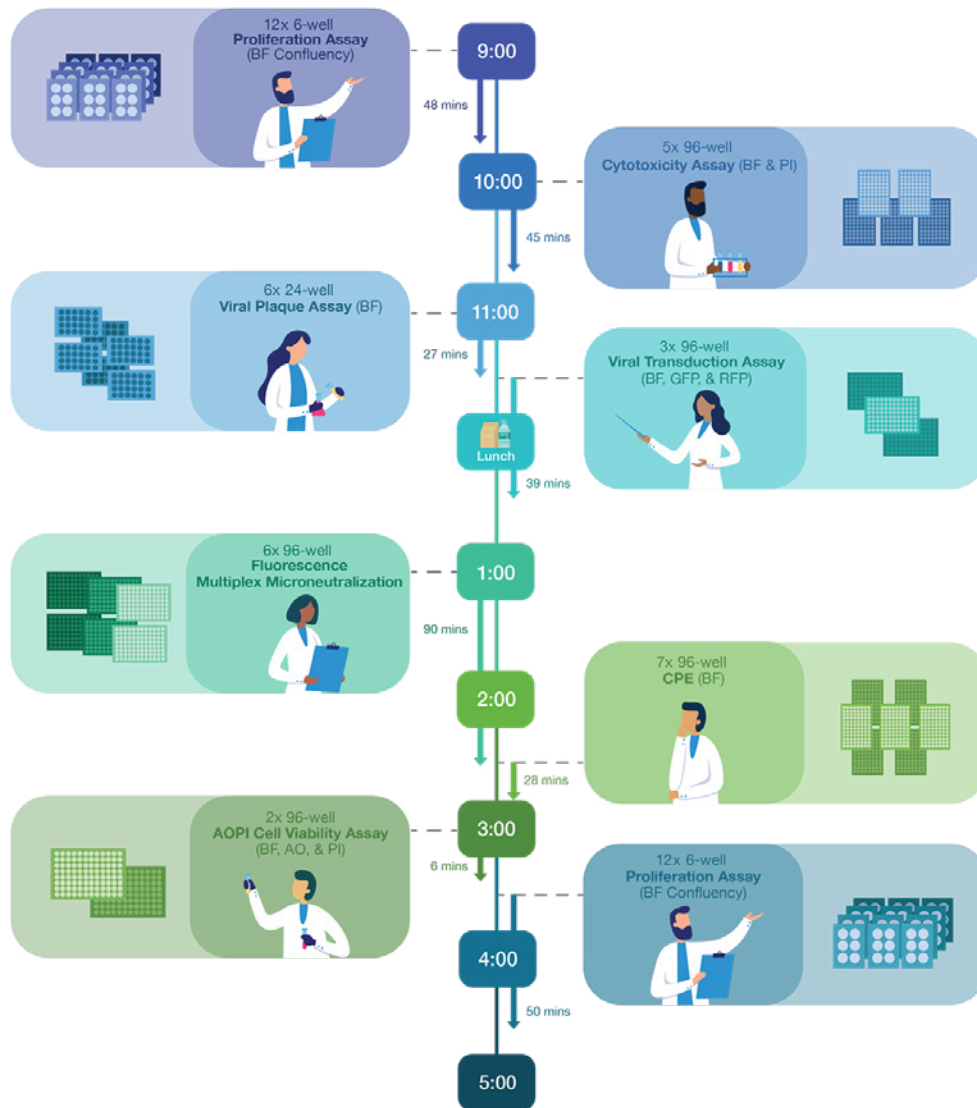 12x 6-well
Proliferation Assay
(BF Confluency)
9:00
48 mins
10:00
5x 96-well
Cytotoxicity Assay (BF & PI)
45 mins
6x 24-well
Viral Plaque Assay (BF)
11:00
27 mins
3x 96-well
Viral Transduction Assay
(BF, GFP, & RFP)
Lunch
39 mins
6x 96-well
Fluorescence
Multiplex Microneutralization
1:00
90 mins
2:00
7x 96-well
CPE (BF)
28 mins
2x 96-well
AOPI Cell Viability Assay
(BF, AO, & PI)
3:00
6 mins
12x 6-well
Proliferation Assay
(BF Confluency)
4:00
50 mins
5:00